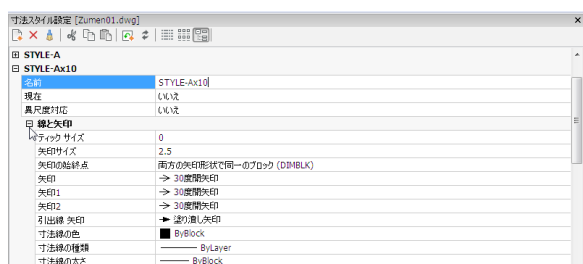 寸法スタイル設定 [Zumen01.dwg]
STYLE-A
STYLE-Ax10
名前 STYLE-Ax10
現在 いいえ
異尺度対応 いいえ
線と矢印
ティック サイズ 0
矢印サイズ 2.5
矢印の始終点 両方の矢印形状で同一のブロック (DIMBLK)
矢印 30度開矢印
矢印1 30度開矢印
矢印2 30度開矢印
引出線 矢印 塗り潰し矢印
寸法線の色 ByBlock
寸法線の種類 ByLayer
寸法線の太さ ByBlock